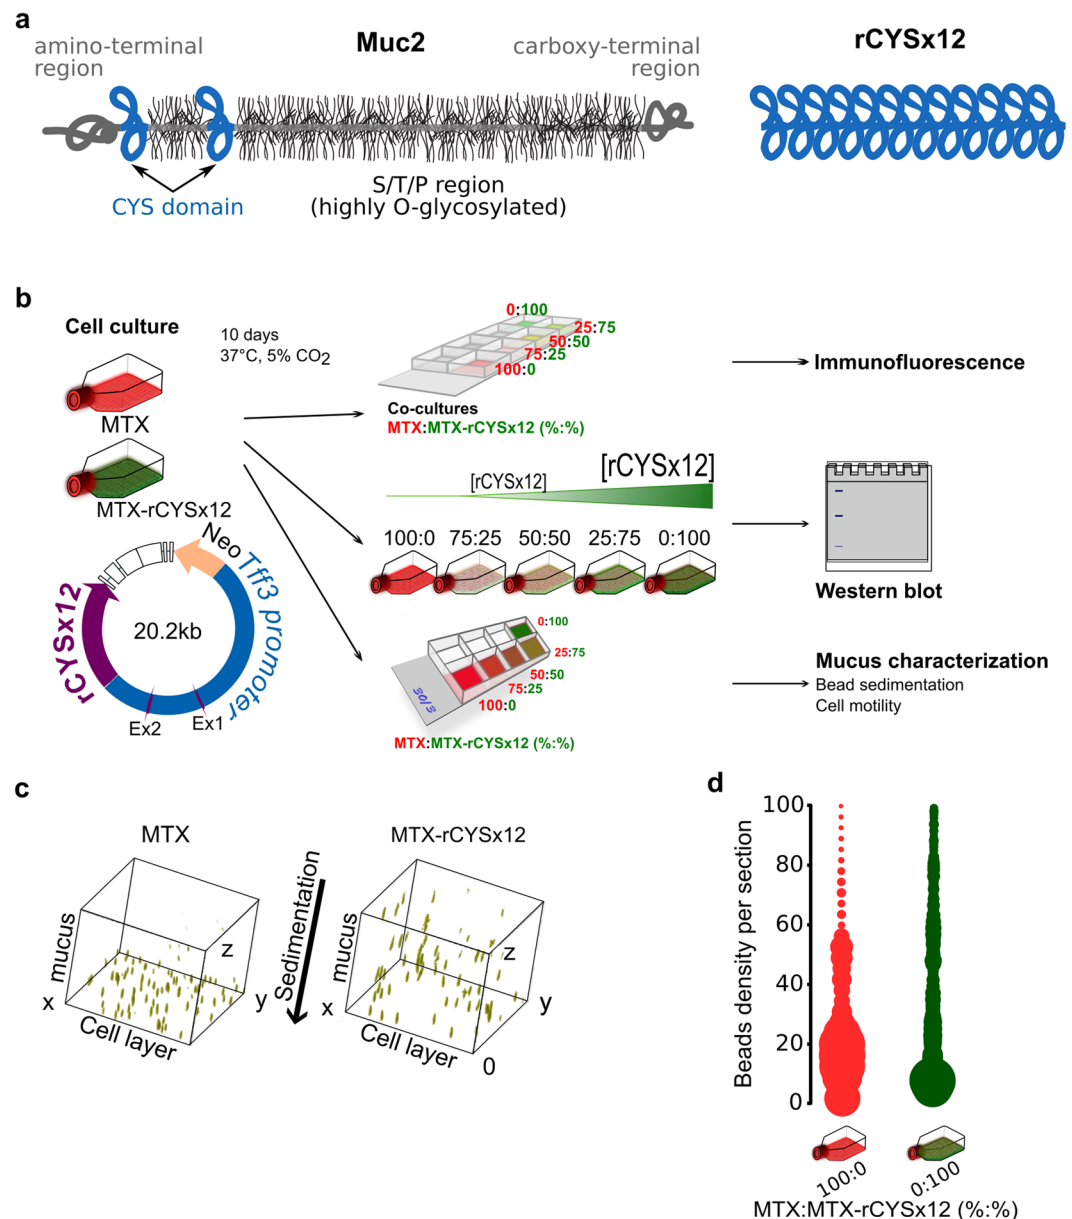 a
amino-terminal
region
Muc2
carboxy-terminal
region
rCYSx12
CYS domain
S/T/P region
(highly O-glycosylated)
b
Cell culture
10 days
37°C, 5% CO2
MTX
MTX-rCYSx12
0:100
25:75
50:50
75:25
100:0
Co-cultures
MTX:MTX-rCYSx12 (%:%)
Immunofluorescence
[rCYSx12]
[rCYSx12]
100:0 75:25 50:50 25:75 0:100
Western blot
Neo
Tff3 promoter
rCYSx12
20.2kb
Ex2
Ex1
0:100
25:75
50:50
75:25
100:0
30/3
MTX:MTX-rCYSx12 (%:%)
Mucus characterization
Bead sedimentation
Cell motility
c
MTX
mucus
x
Cell layer
y
z
Sedimentation
MTX-rCYSx12
mucus
x
Cell layer
0
y
z
d
Beads density per section
100
80
60
40
20
0
100:0
0:100
MTX:MTX-rCYSx12 (%:%)